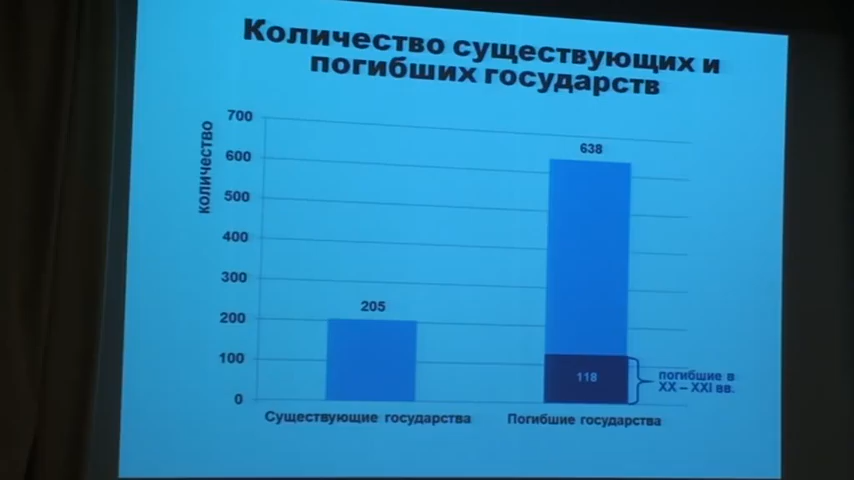 Количество существующих и
погибших государств
количество
700
600
500
400
300
200
100
0
205
638
118
погибшие в
XX – XXI вв.
Существующие государства
Погибшие государства